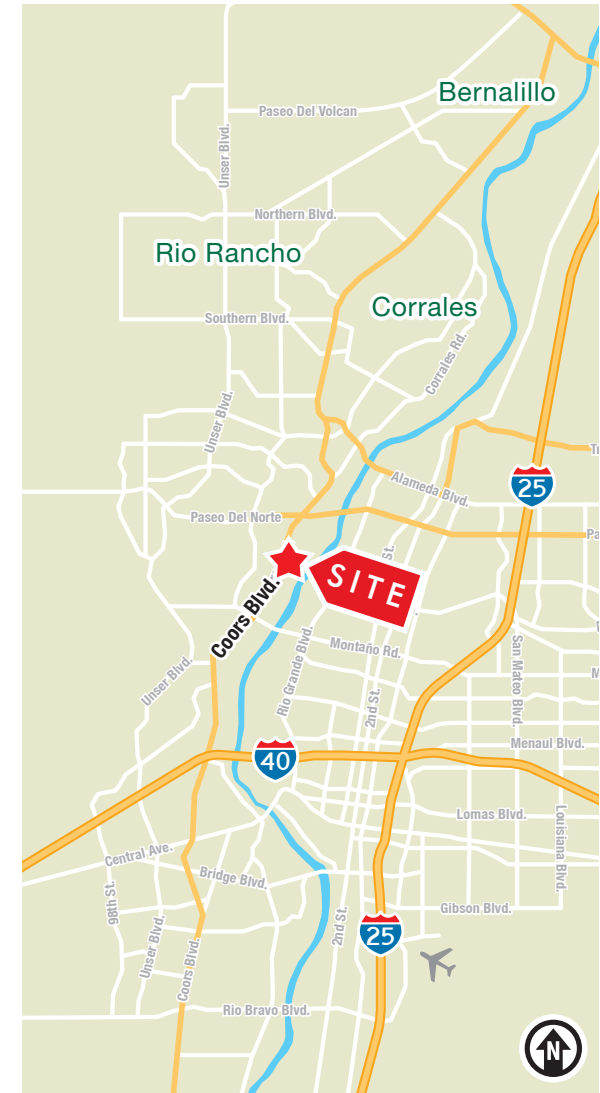 Bernalillo
Paseo Del Volcan
Unser Blvd.
Northern Blvd.
Rio Rancho
Corrales
Southern Blvd.
Corrales Rd.
Unser Blvd.
Alameda Blvd.
25
Paseo Del Norte
St.
SITE
Coors Blvd.
Rio Grande Blvd.
Montaño Rd.
San Mateo Blvd.
Unser Blvd.
2nd St.
Menaul Blvd.
40
Lomas Blvd.
Louisiana Blvd.
Central Ave.
Bridge Blvd.
98th St.
Unser Blvd.
Coors Blvd.
2nd St.
Gibson Blvd.
25
Rio Bravo Blvd.
N